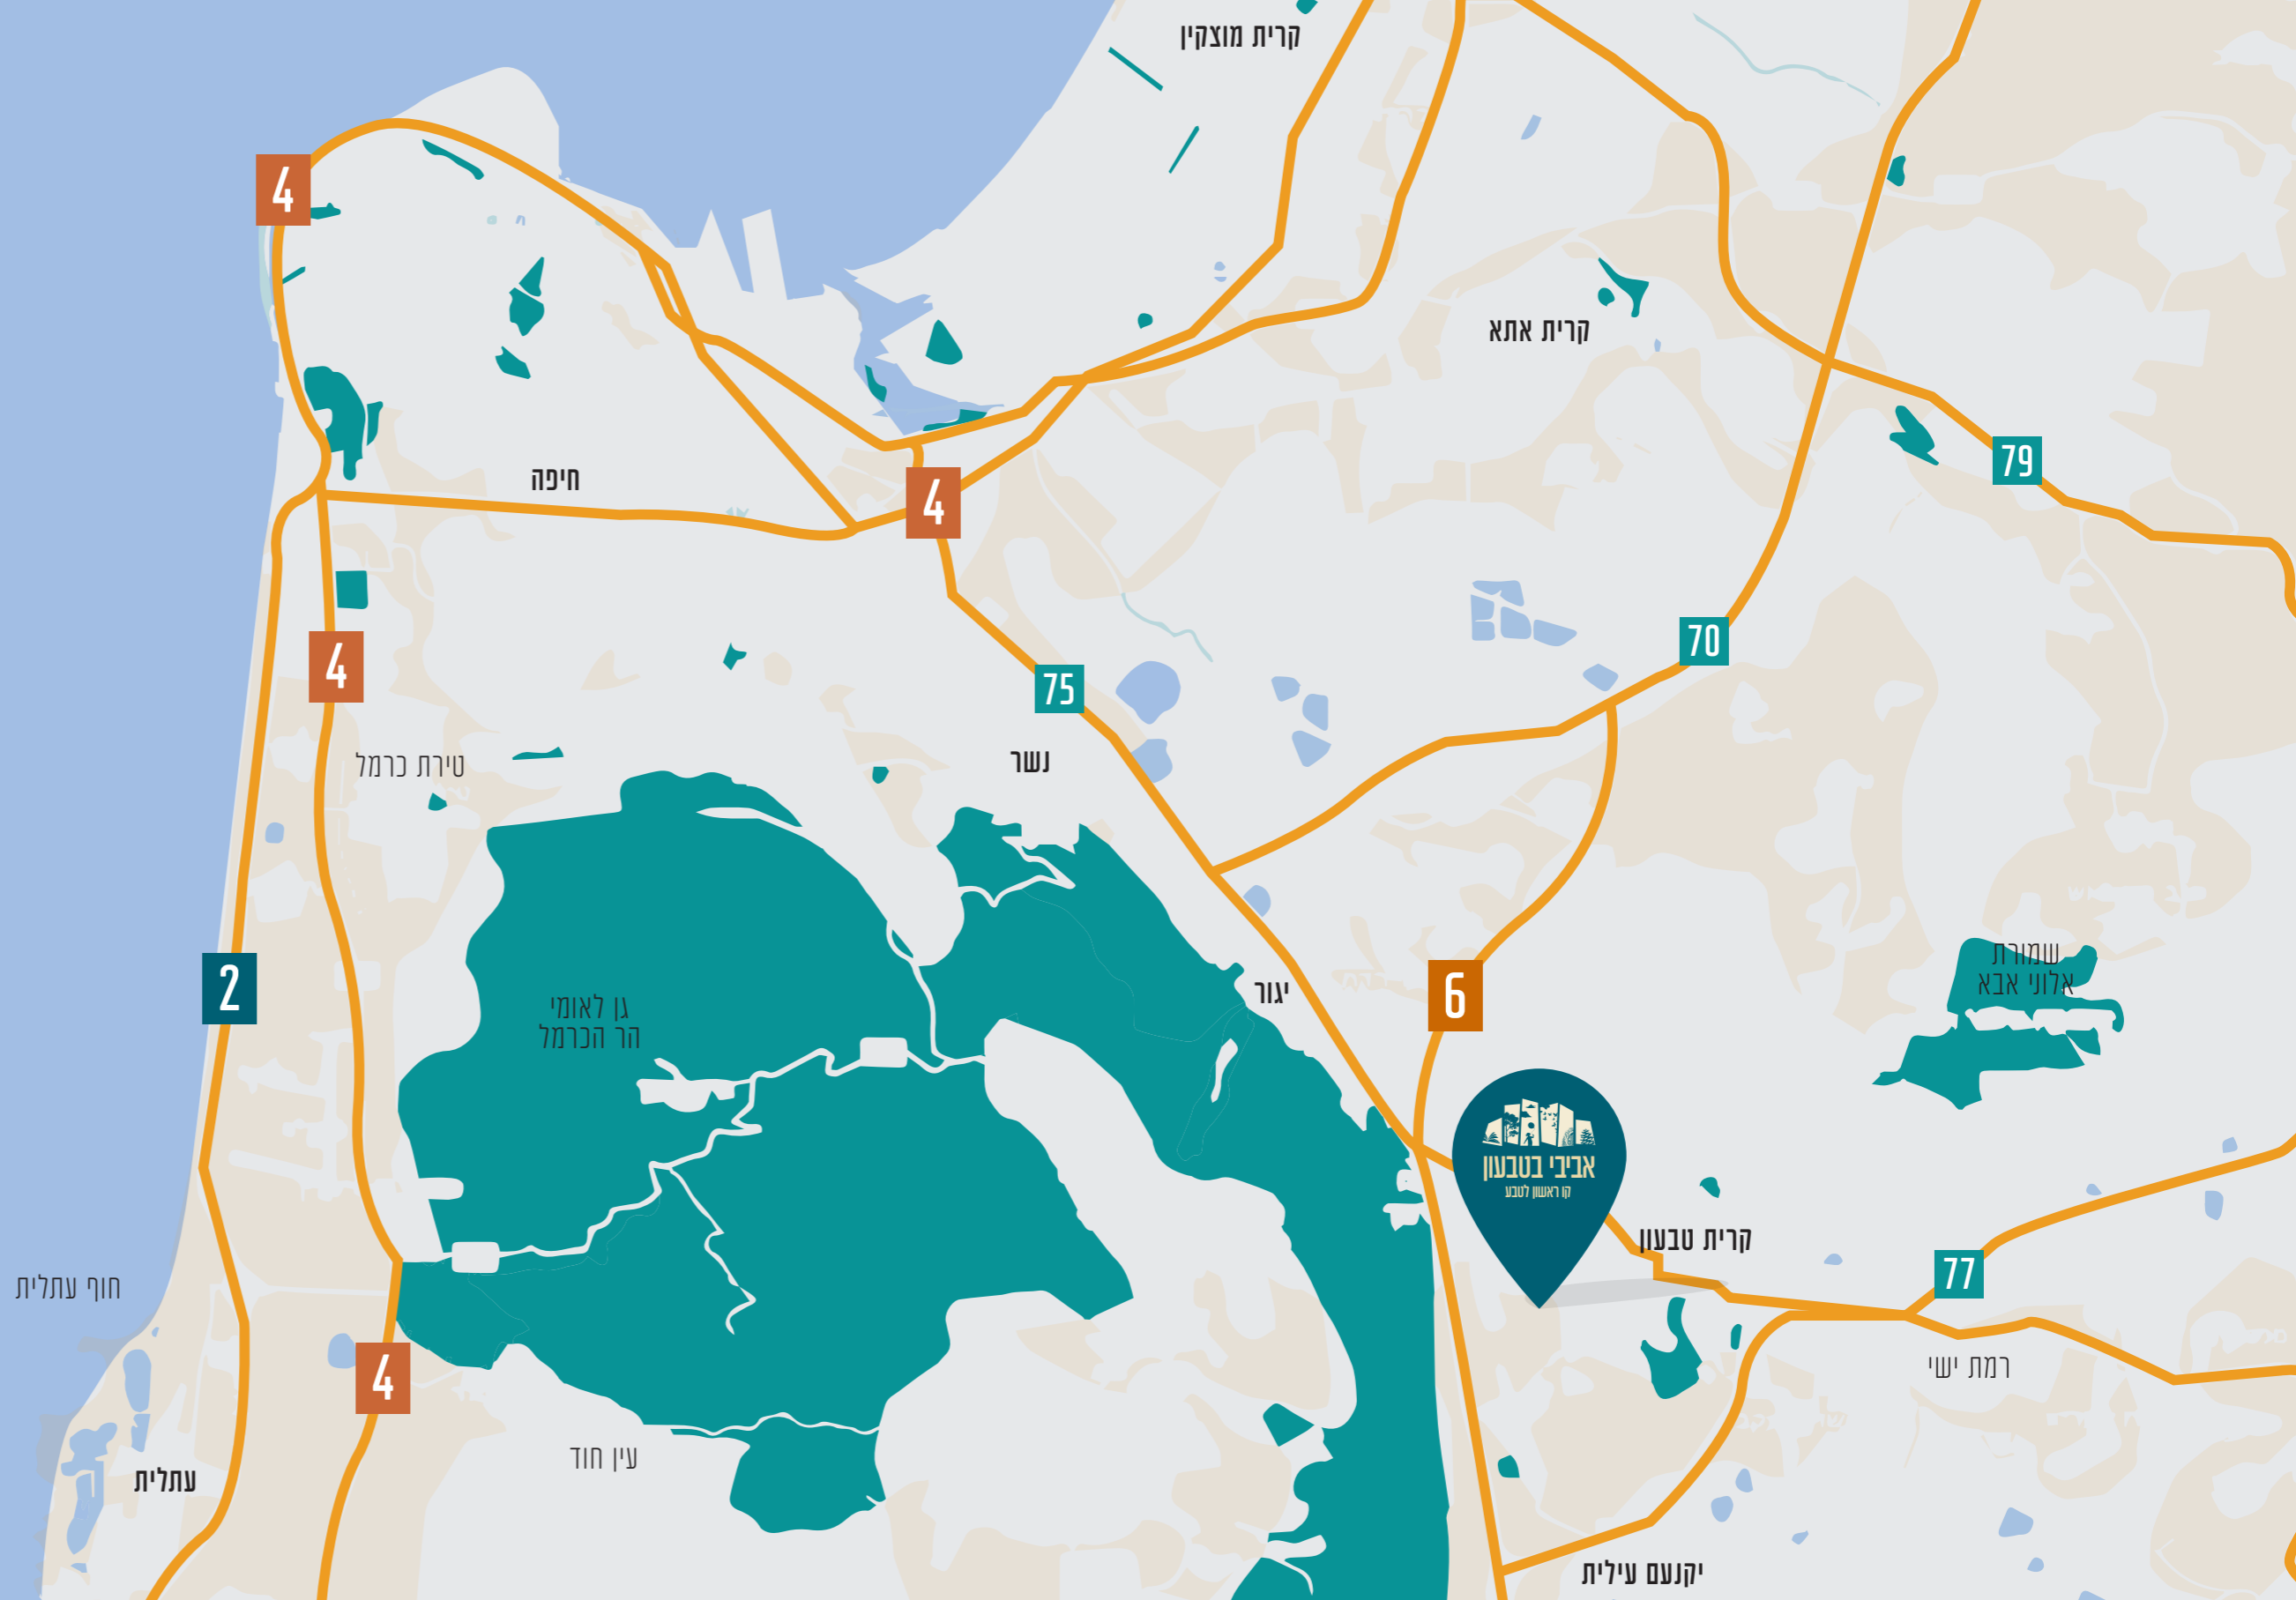 קרית מוצקין
4
קרית אתא
79
חיפה
4
70
4
75
נשר
טירת כרמל
שמורת
אלוני אבא
2
יגור
6
גן לאומי
הר הכרמל
אביבי בטבעון
קו ראשון לטבע
קרית טבעון
77
חוף עתלית
רמת ישי
4
עין חוד
עתלית
יקנעם עילית